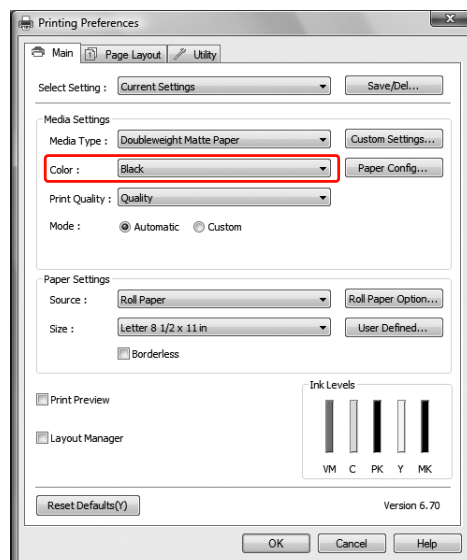 Printing Preferences
Main Page Layout Utility
Select Setting : Current Settings Save/Del...
Media Settings
Media Type : Doubleweight Matte Paper Custom Settings...
Color : Black Paper Config...
Print Quality : Quality
Mode : Automatic Custom
Paper Settings
Source : Roll Paper Roll Paper Option...
Size : Letter 8 1/2 x 11 in User Defined...
Borderless
Print Preview
Layout Manager
Ink Levels
VM C PK Y MK
Reset Defaults(Y) Version 6.70
OK Cancel Help